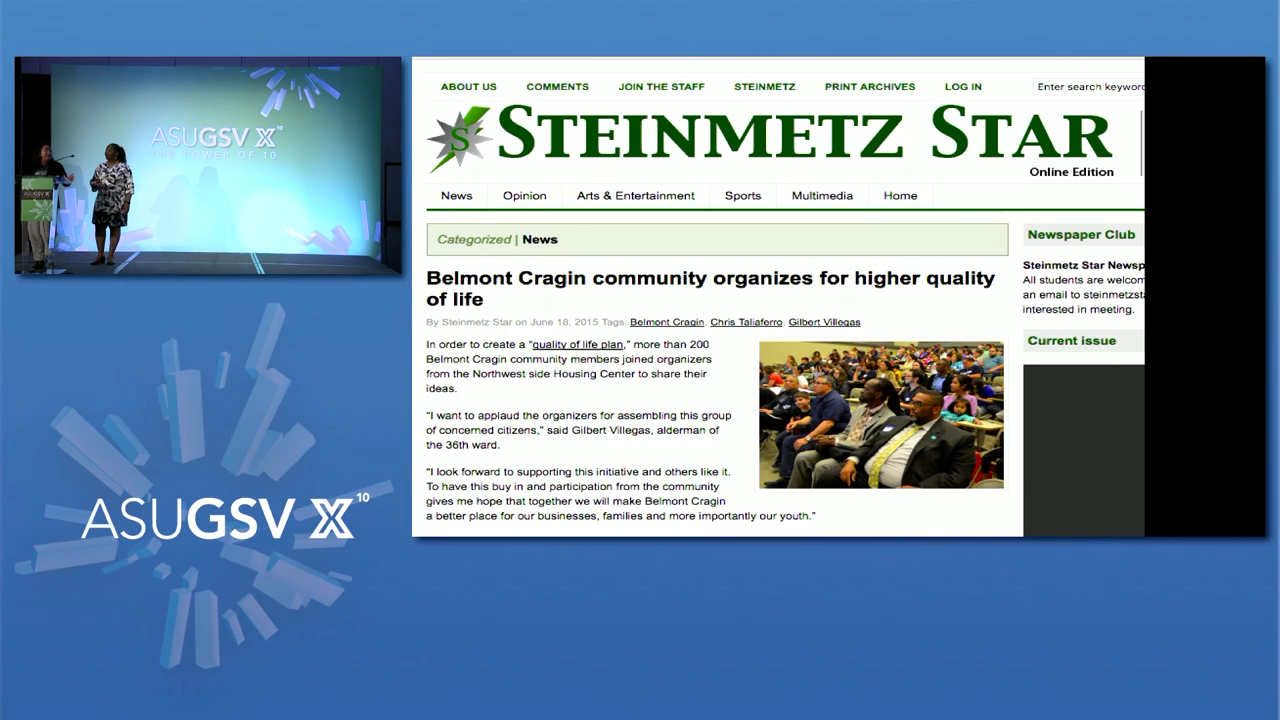 ASUGSV X10
THE POWER OF 10
ASUGSV X
ABOUT US COMMENTS JOIN THE STAFF STEINMETZ PRINT ARCHIVES LOG IN Enter search keyword
S STEINMETZ STAR
Online Edition
News Opinion Arts & Entertainment Sports Multimedia Home
Categorized | News
Belmont Cragin community organizes for higher quality
of life
By Steinmetz Star on June 18, 2015 Tags: Belmont Cragin, Chris Taliaferro, Gilbert Villegas
In order to create a “quality of life plan,” more than 200
Belmont Cragin community members joined organizers
from the Northwest side Housing Center to share their
ideas.
“I want to applaud the organizers for assembling this group
of concerned citizens,” said Gilbert Villegas, alderman of
the 36th ward.
“I look forward to supporting this initiative and others like it.
To have this buy in and participation from the community
gives me hope that together we will make Belmont Cragin
a better place for our businesses, families and more importantly our youth.”
Newspaper Club
Steinmetz Star Newsp
All students are welcom
an email to steinmetzsta
interested in meeting.
Current issue
ASUGSV X10